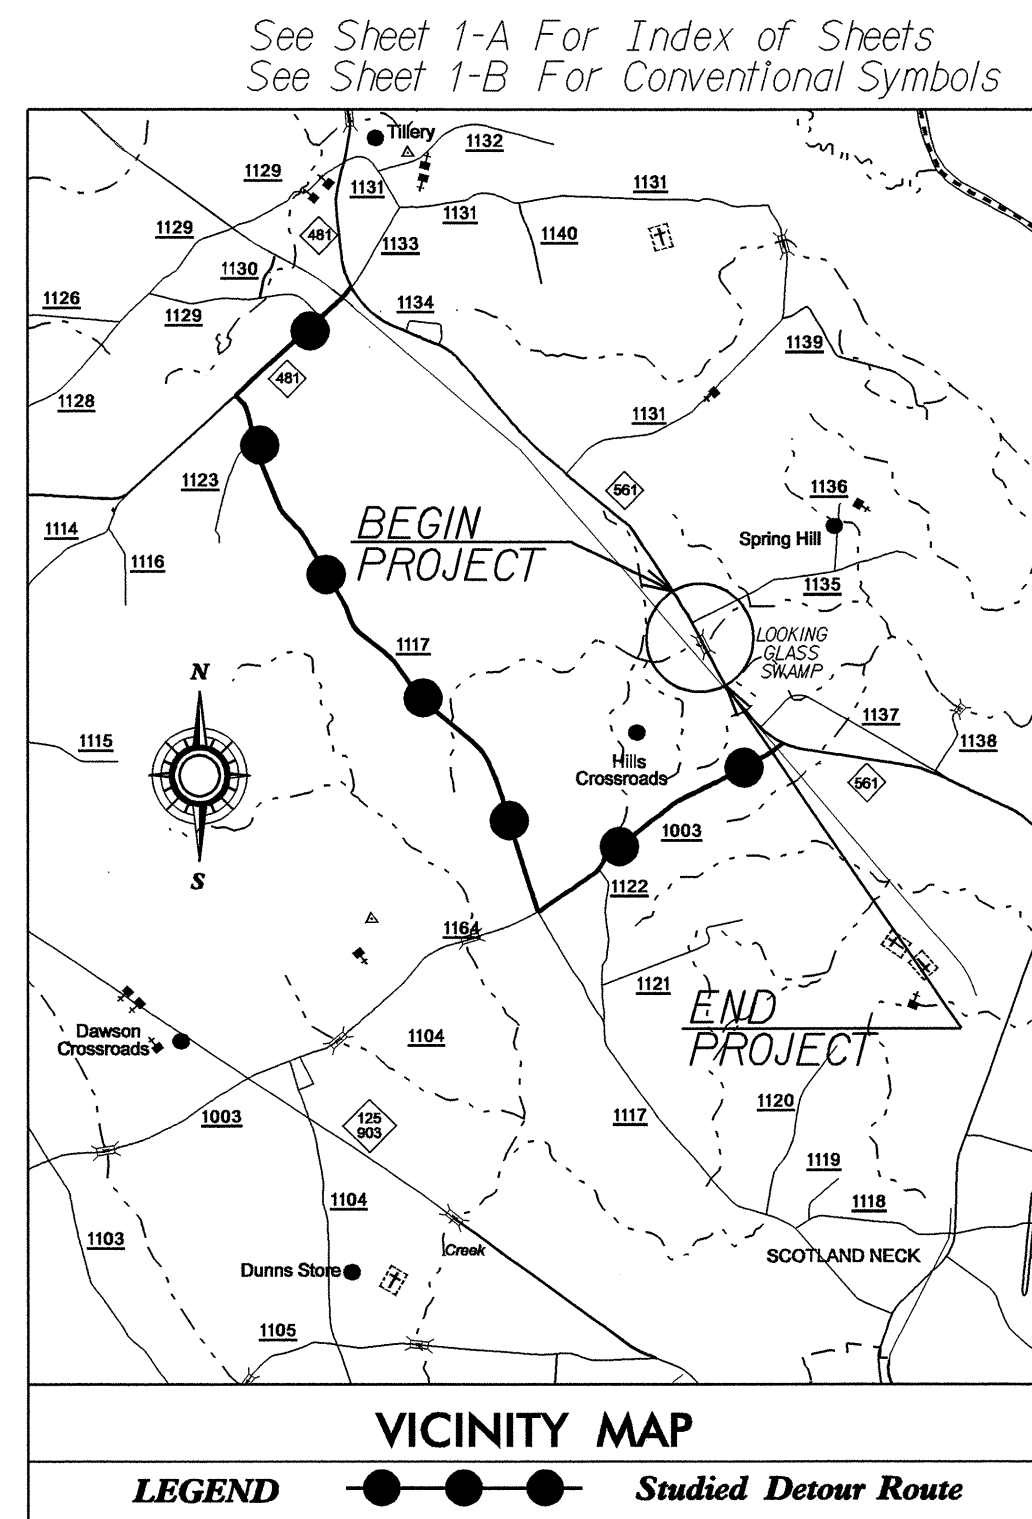 See Sheet 1-A For Index of Sheets
See Sheet 1-B For Conventional Symbols
Tillery
1132
1129
1131
1131
1131
1129
481
1133
1140
1130
1126
1129
1134
1139
481
1128
1131
1123
561
1136
BEGIN
PROJECT
Spring Hill
1114
1116
1135
LOOKING
GLASS
SWAMP
1117
N
1137
1115
1138
Hills
Crossroads
561
1003
S
1122
1164
1121
END
PROJECT
Dawson
Crossroads
1104
1003
125
903
1117
1120
1119
1104
1118
1103
Creek
SCOTLAND NECK
Dunns Store
1105
VICINITY MAP
LEGEND
Studied Detour Route